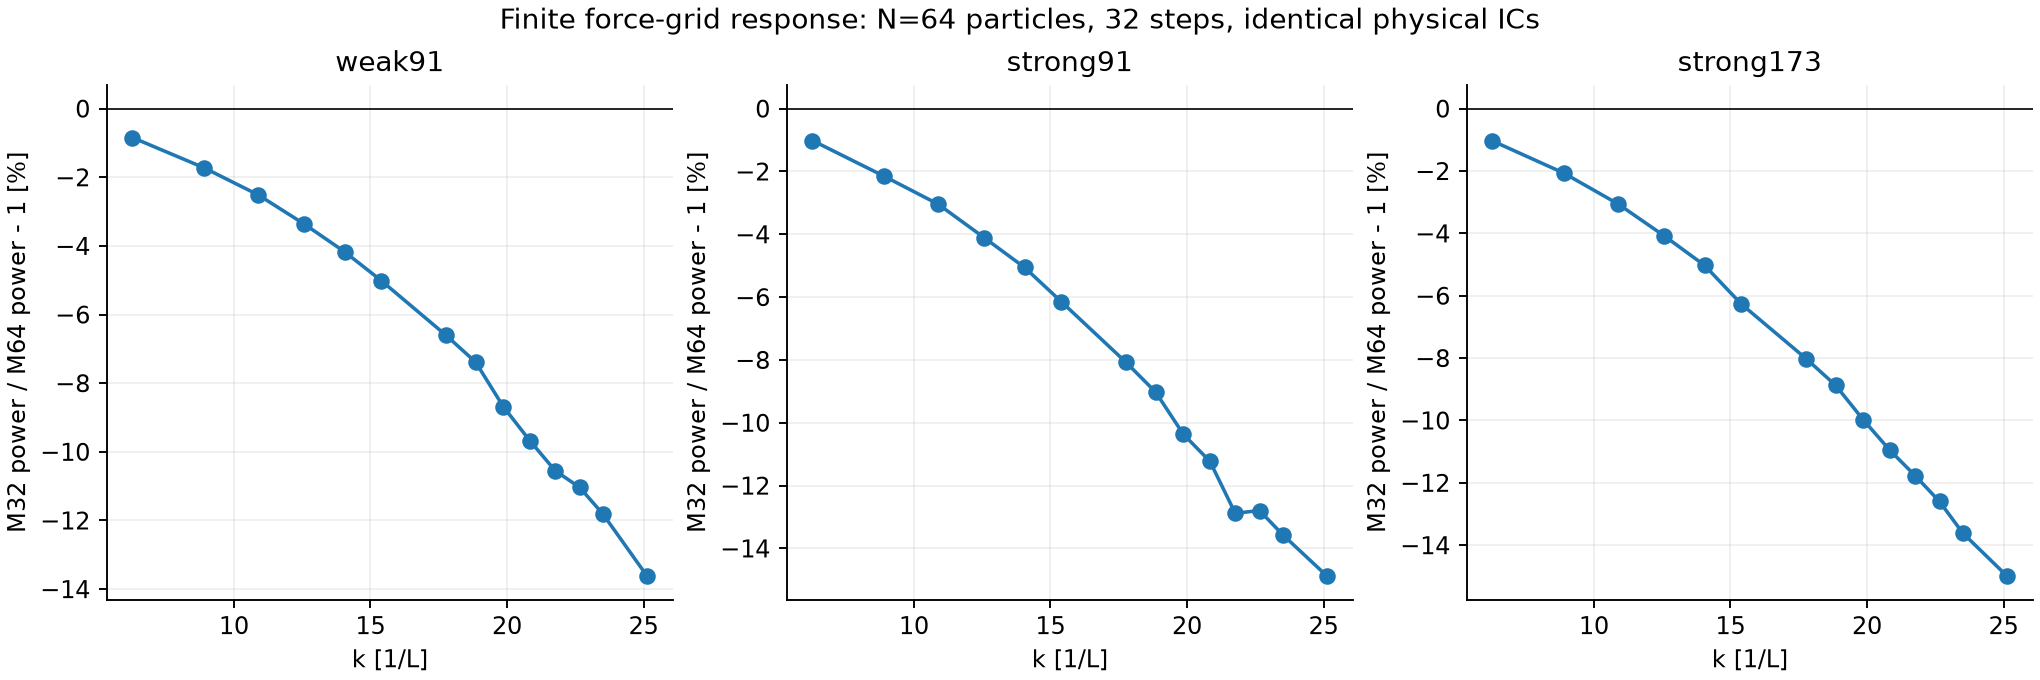 Finite force-grid response: N=64 particles, 32 steps, identical physical ICs
weak91
M32 power / M64 power - 1 [%]
0
−2
−4
−6
−8
−10
−12
−14
10 15 20 25
k [1/L]
strong91
M32 power / M64 power - 1 [%]
0
−2
−4
−6
−8
−10
−12
−14
10 15 20 25
k [1/L]
strong173
M32 power / M64 power - 1 [%]
0
−2
−4
−6
−8
−10
−12
−14
10 15 20 25
k [1/L]